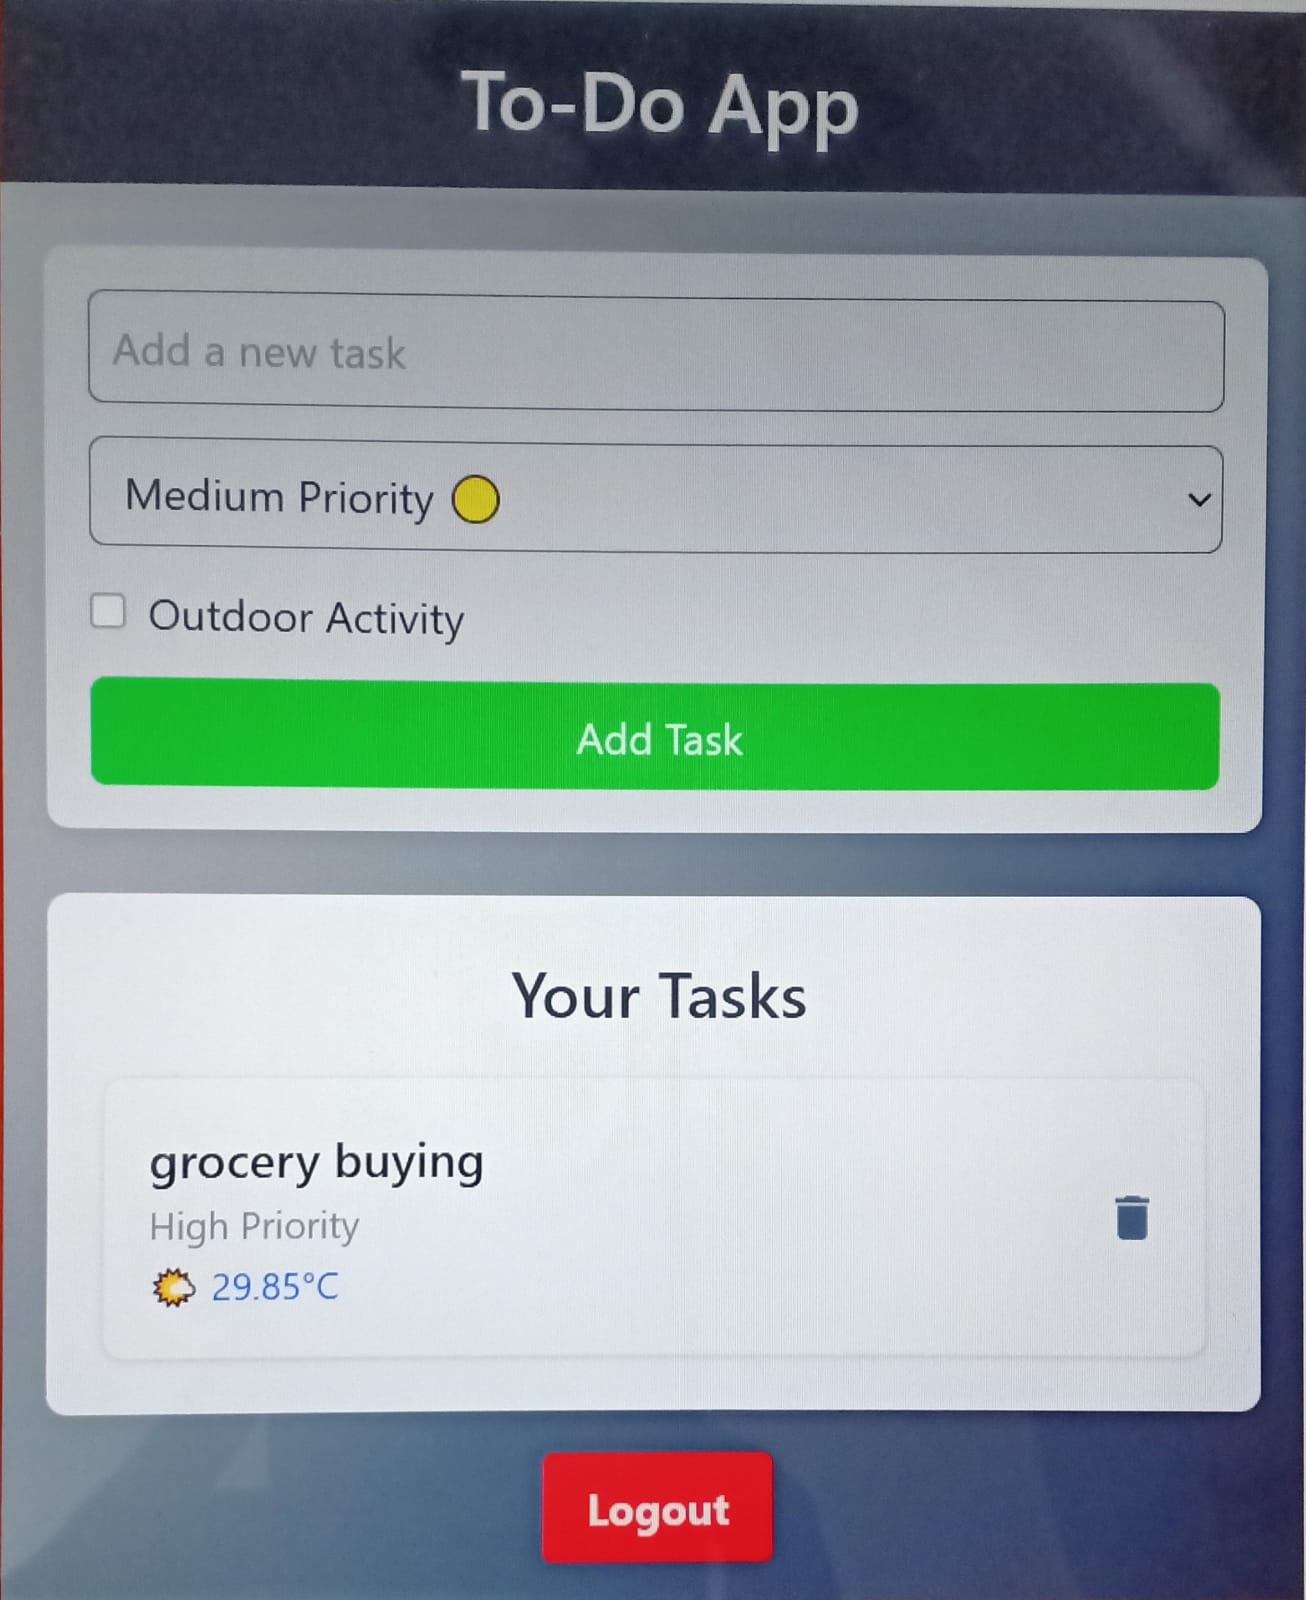 To-Do App
Add a new task
Medium Priority
Outdoor Activity
Add Task
Your Tasks
grocery buying
High Priority
29.85°C
Logout